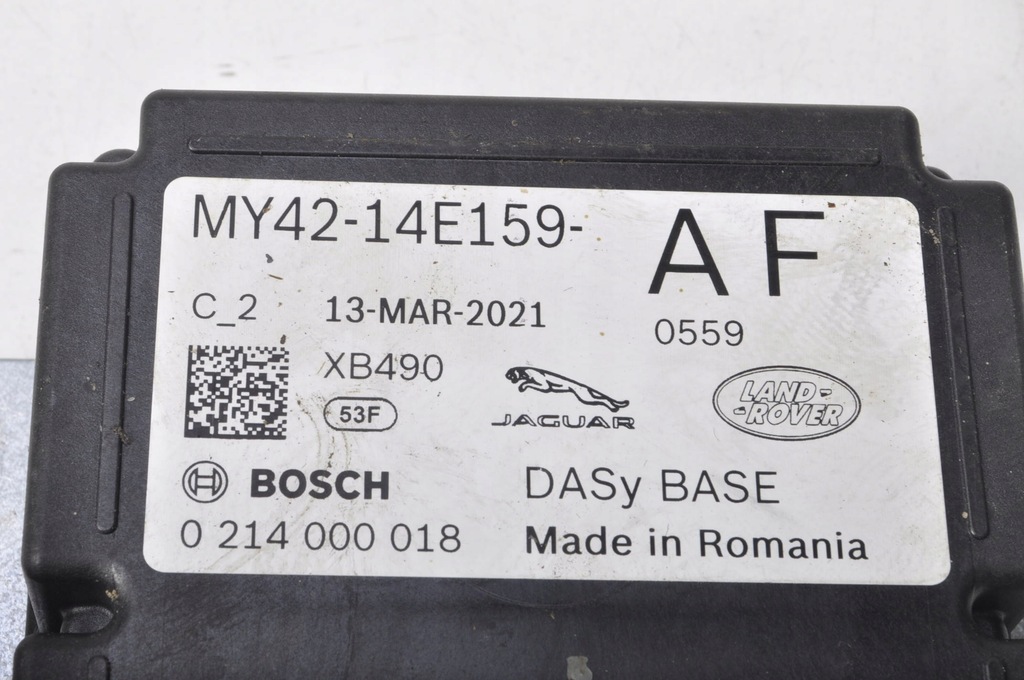 MY42-14E159- AF
C_2 13-MAR-2021 0559
XB490
53F
JAGUAR
LAND-
-ROVER
BOSCH DASy BASE
0 214 000 018 Made in Romania